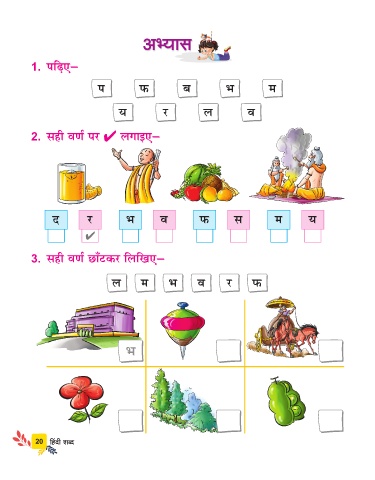 अभ्यास
1. पढ़िए–
प फ ब भ म
य र ल व
2. सही वर्ण पर ✓ लगाइए–
द र भ व फ स म य
✓
3. सही वर्ण छाँटकर लिखिए–
ल म भ व र फ
भ
20 हिंदी शब्द